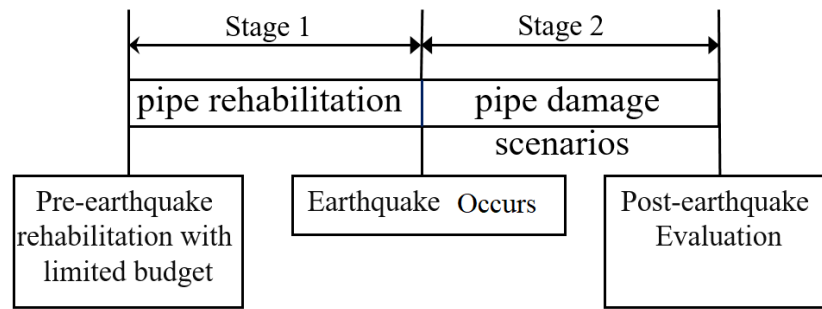 Stage 1
Stage 2
pipe rehabilitation
pipe damage
scenarios
Pre-earthquake
rehabilitation with
limited budget
Earthquake Occurs
Post-earthquake
Evaluation